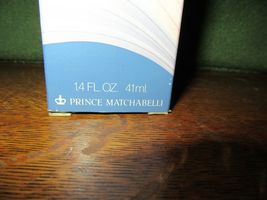 1.4 FL. OZ. 41ml
PRINCE MATCHABELLI